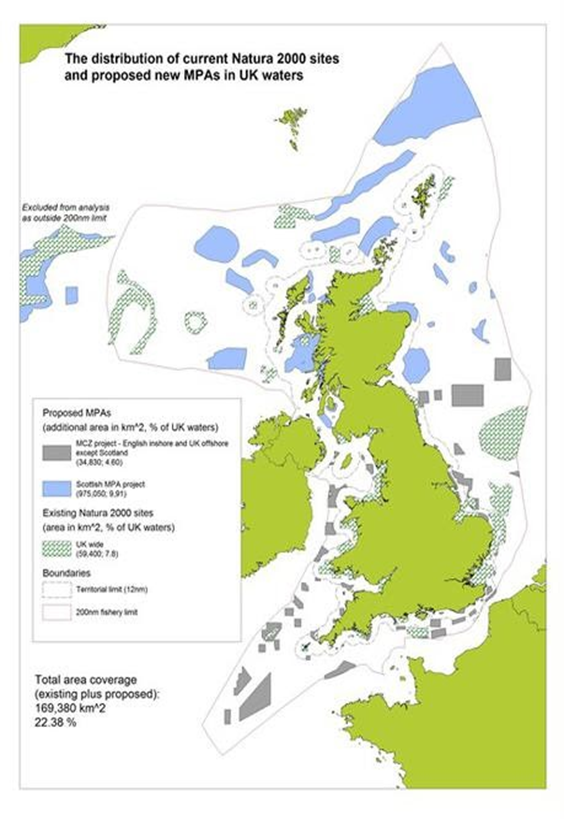 The distribution of current Natura 2000 sites
and proposed new MPAs in UK waters
Excluded from analysis
as outside 200nm limit
Proposed MPAs
(additional area in km^2, % of UK waters)
MCZ project - English inshore and UK offshore
except Scotland
(34,830; 4.60)
Scottish MPA project
(975,050; 9,91)
Existing Natura 2000 sites
(area in km^2, % of UK waters)
UK wide
(59,400; 7.8)
Boundaries
Territorial limit (12nm)
200nm fishery limit
Total area coverage
(existing plus proposed):
169,380 km^2
22.38 %